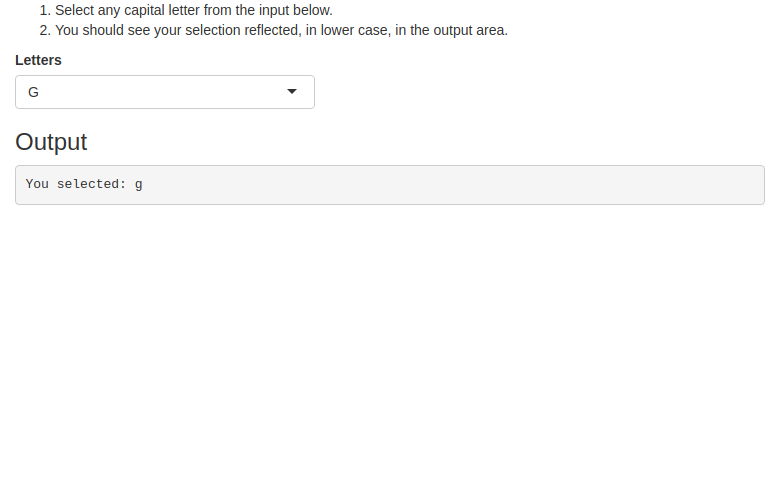 1. Select any capital letter from the input below.
2. You should see your selection reflected, in lower case, in the output area.
Letters
G
Output
You selected: g